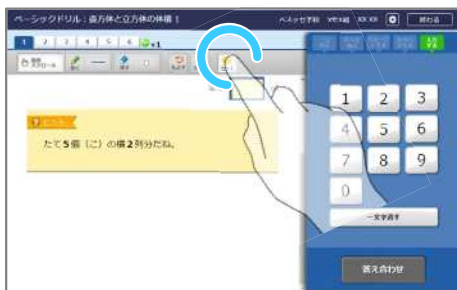 ベーシックドリル：直方体と立方体の体積1
終わる
1 2 3 4 5 6 x1
ヒント
たて5個（こ）の横2列分だね。
1 2 3
4 5 6
7 8 9
0
一文字消す
答え合わせ